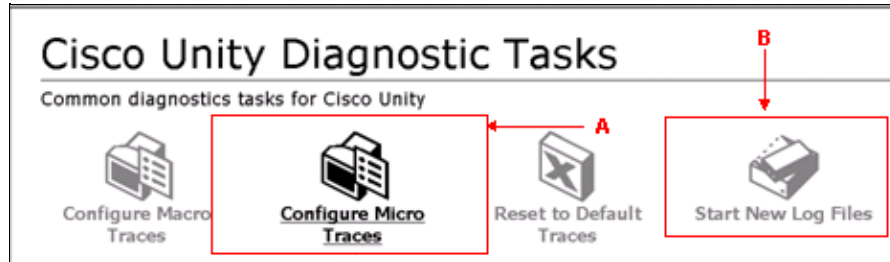 Cisco Unity Diagnostic Tasks
B
Common diagnostics tasks for Cisco Unity
A
Configure Macro
Traces
Configure Micro
Traces
Reset to Default
Traces
Start New Log Files